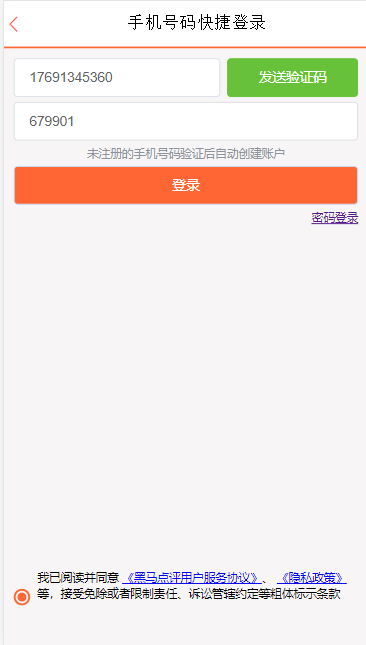 手机号码快捷登录
17691345360 发送验证码
679901
未注册的手机号码验证后自动创建账户
登录
密码登录
我已阅读并同意 《黑马点评用户服务协议》、 《隐私政策》
等，接受免除或者限制责任、诉讼管辖约定等粗体标示条款